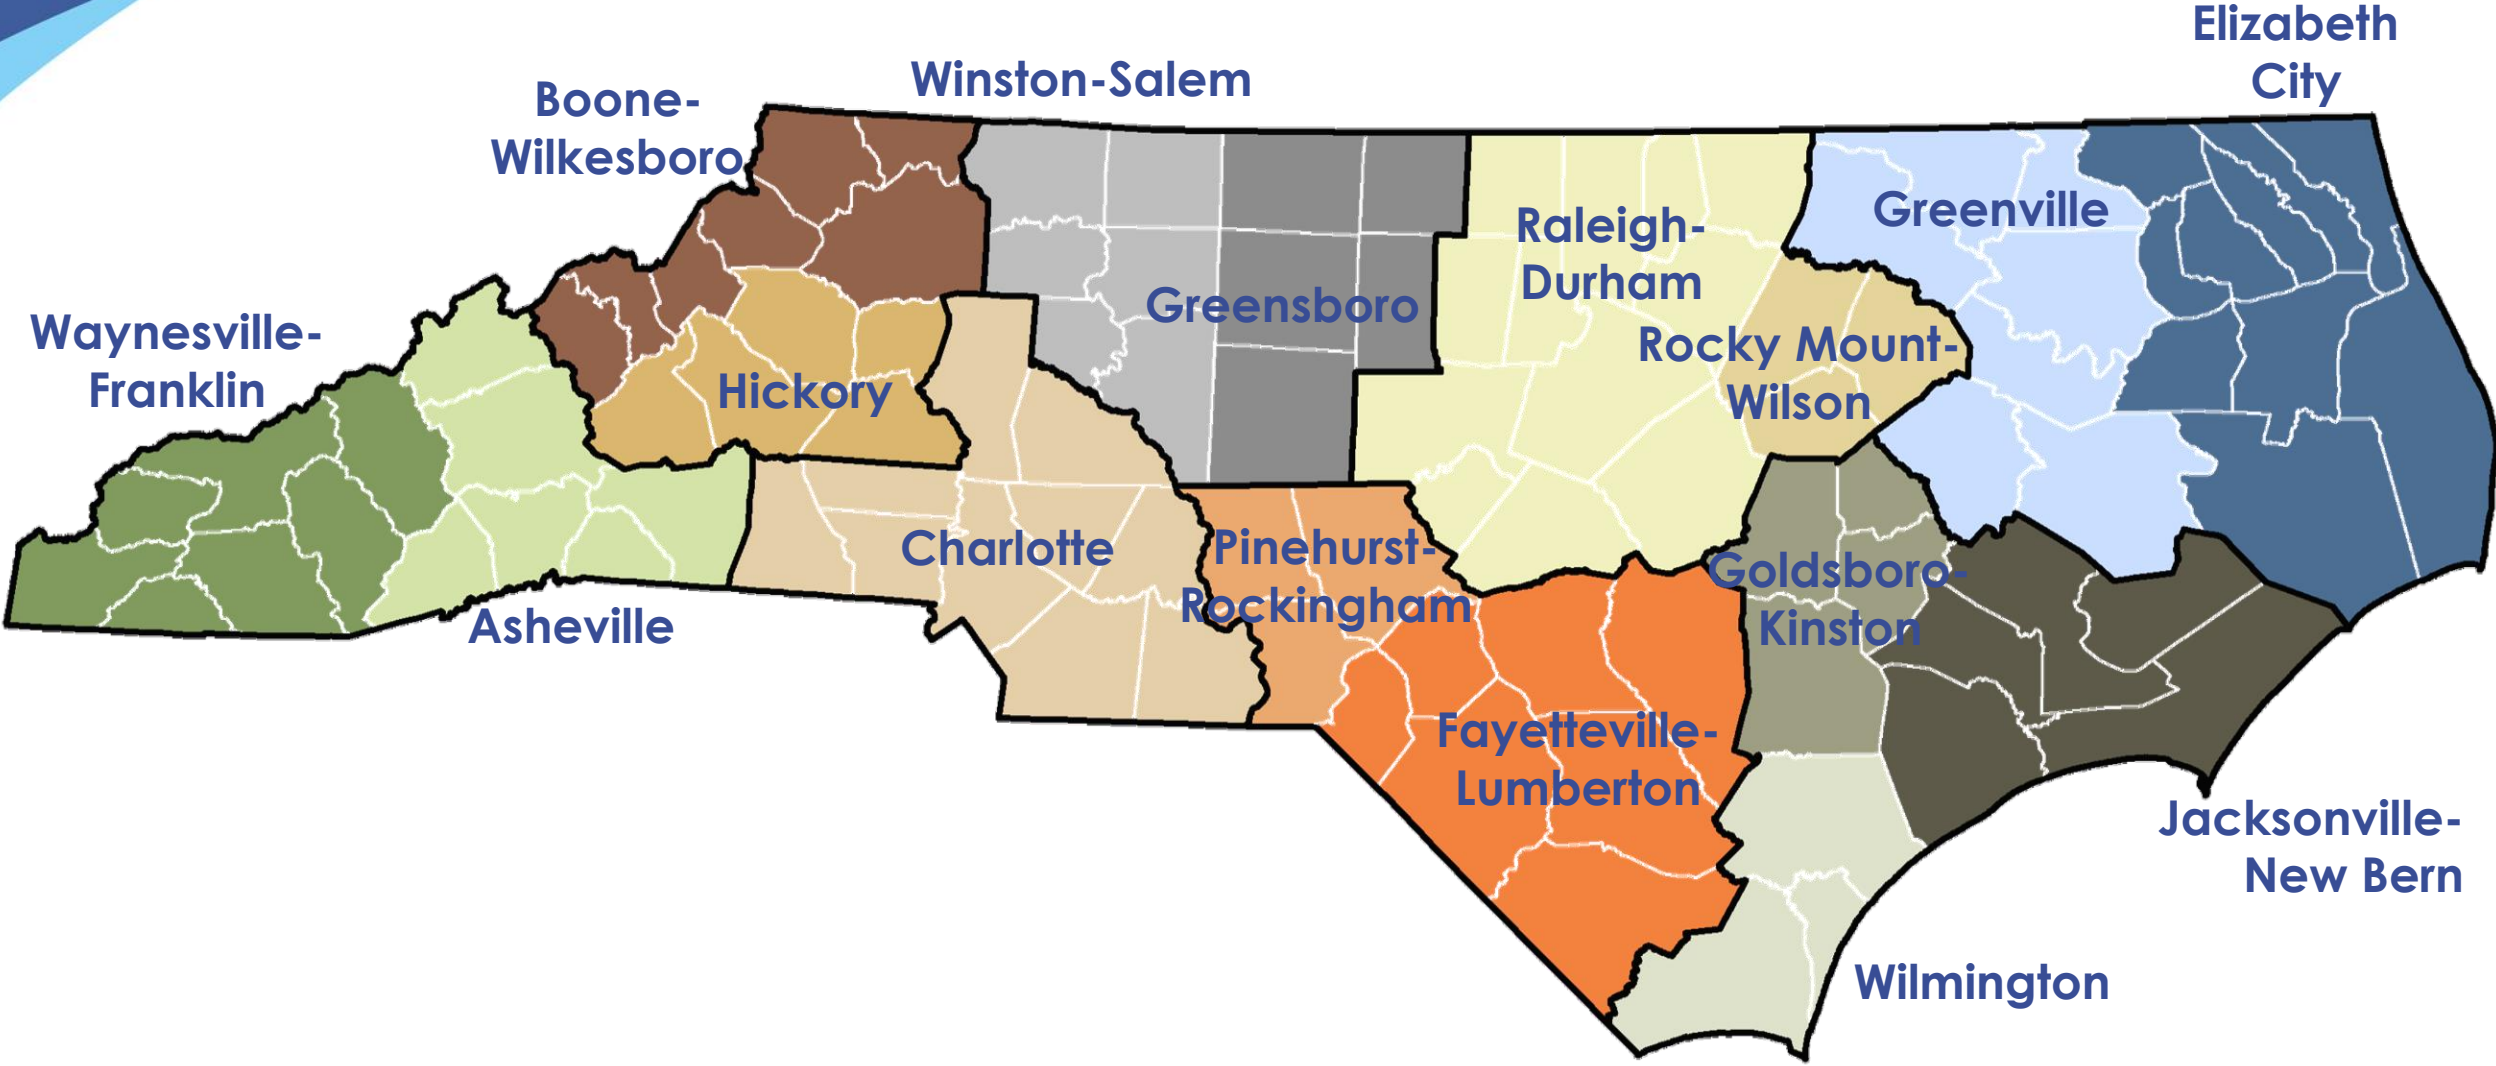 Elizabeth
City
Winston-Salem
Boone-
Wilkesboro
Greenville
Raleigh-
Durham
Greensboro
Waynesville-
Franklin
Rocky Mount-
Wilson
Hickory
Charlotte
Pinehurst-
Rockingham
Goldsboro-
Kinston
Asheville
Fayetteville-
Lumberton
Jacksonville-
New Bern
Wilmington